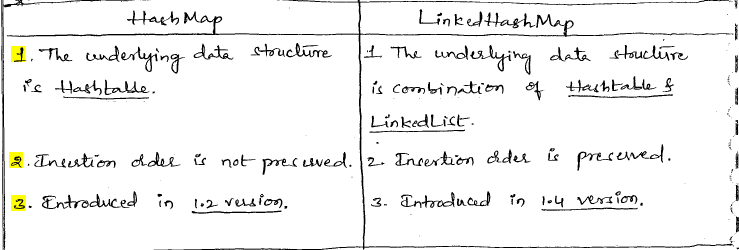 HashMap
LinkedHashMap
1. The underlying data structure
is Hashtable.
1. The underlying data structure
is combination of Hashtable &
LinkedList.
2. Insertion order is not preserved.
2. Insertion order is preserved.
3. Introduced in 1.2 version.
3. Introduced in 1.4 version.